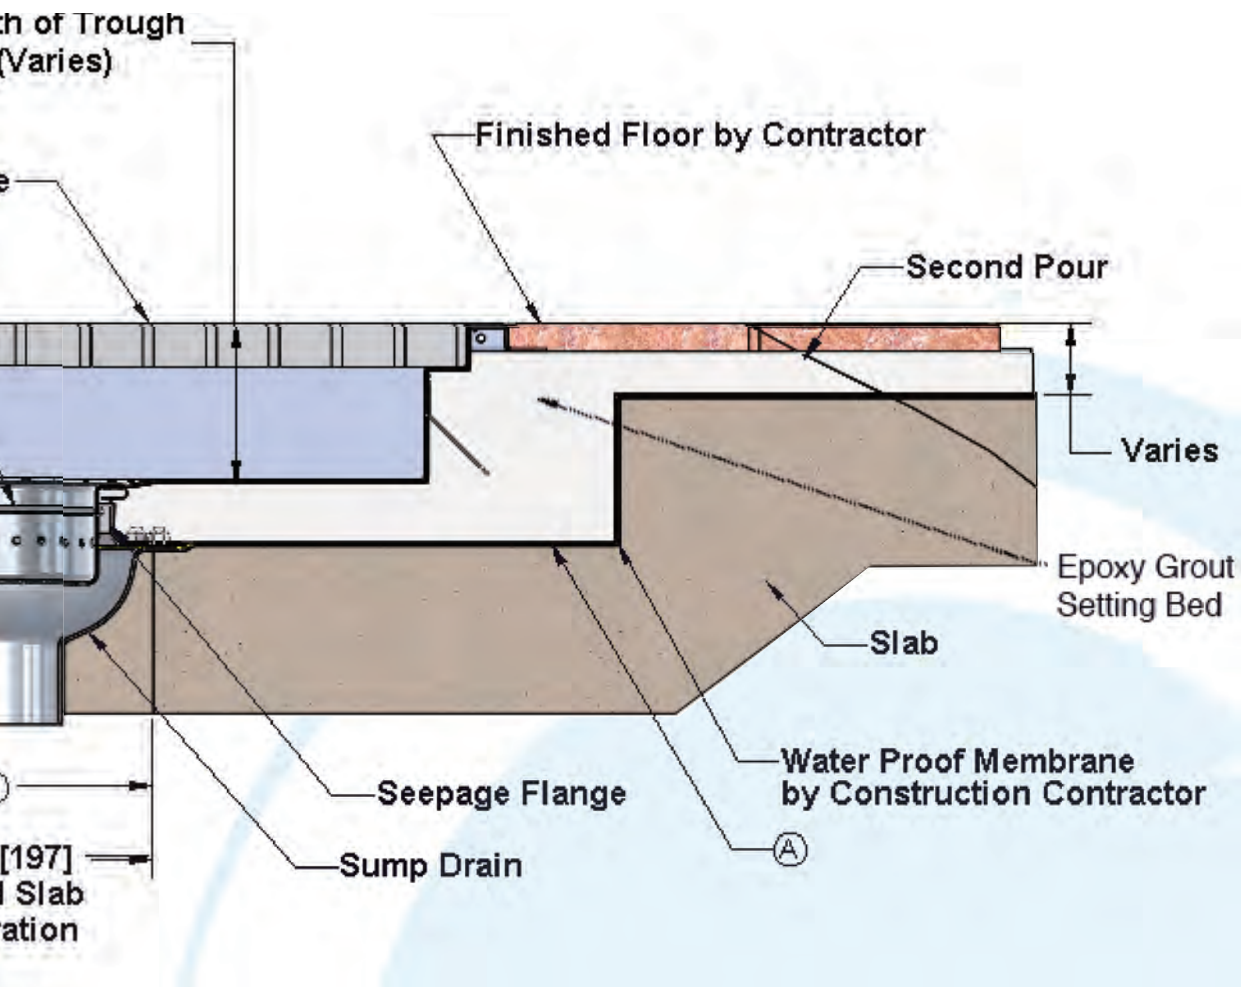 th of Trough
(Varies)
Finished Floor by Contractor
e
Second Pour
Varies
Epoxy Grout
Setting Bed
Slab
Water Proof Membrane
by Construction Contractor
Seepage Flange
A
[197]
Sump Drain
l Slab
ration